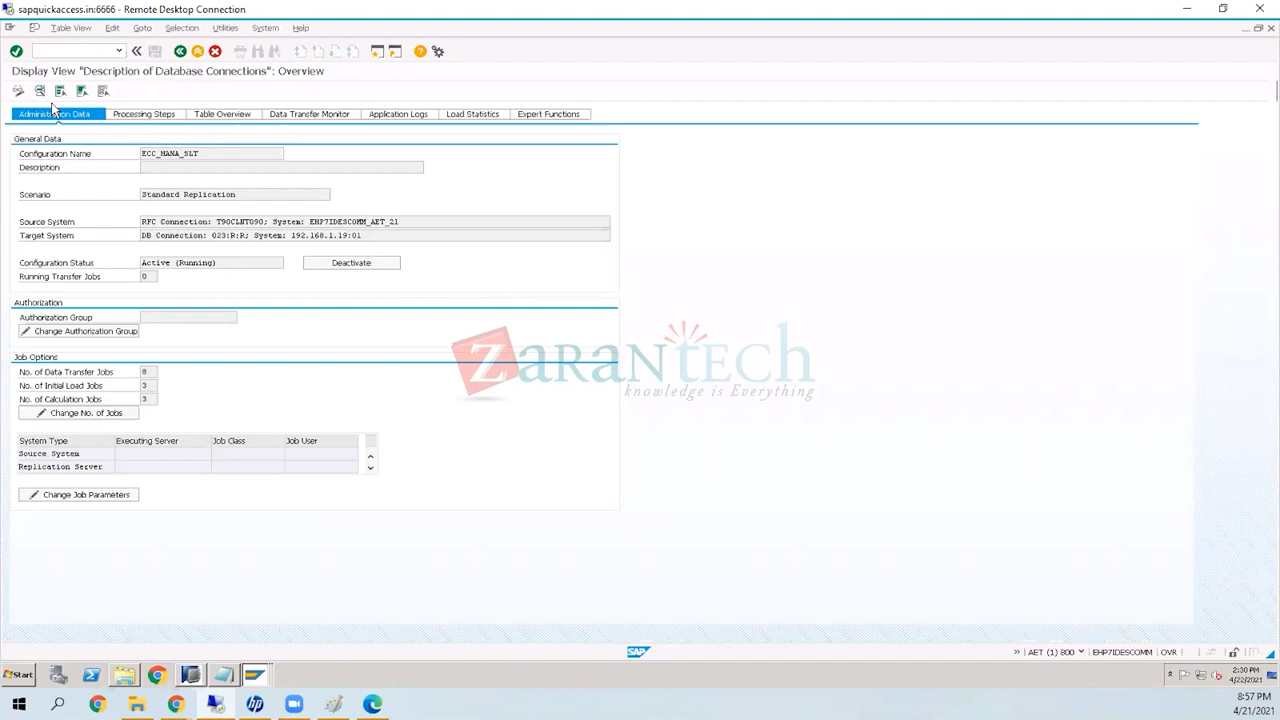 sapquickaccess.in:6666 - Remote Desktop Connection
Table View Edit Goto Selection Utilities System Help
Display View "Description of Database Connections": Overview
Administration Data Processing Steps Table Overview Data Transfer Monitor Application Logs Load Statistics Expert Functions
General Data
Configuration Name ECC_HANA_SLT
Description
Scenario Standard Replication
Source System RFC Connection: T90CLNT090; System: EHP7IDESCOMM_AET_21
Target System DB Connection: 023:R:R; System: 192.168.1.19:01
Configuration Status Active (Running) Deactivate
Running Transfer Jobs 0
Authorization
Authorization Group
Change Authorization Group
Job Options
No. of Data Transfer Jobs 8
No. of Initial Load Jobs 3
No. of Calculation Jobs 3
Change No. of Jobs
System Type Executing Server Job Class Job User
Source System
Replication Server
Change Job Parameters
ZaranTech
knowledge is Everything
SAP
» AET (1) 800 EHP7IDESCOMM OVR
Start
2:30 PM
4/22/2021
8:57 PM
4/21/2021